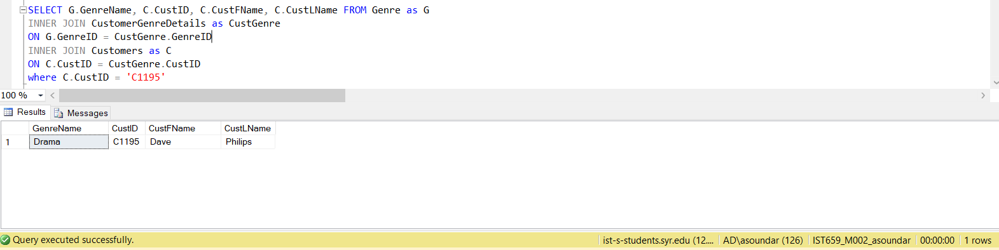 SELECT G.GenreName, C.CustID, C.CustFName, C.CustLName FROM Genre as G
INNER JOIN CustomerGenreDetails as CustGenre
ON G.GenreID = CustGenre.GenreID
INNER JOIN Customers as C
ON C.CustID = CustGenre.CustID
where C.CustID = 'C1195'
100 %
Results Messages
GenreName CustID CustFName CustLName
1 Drama C1195 Dave Philips
Query executed successfully. ist-s-students.syr.edu (12.... AD\asoundar (126) IST659_M002_asoundar 00:00:00 1 rows